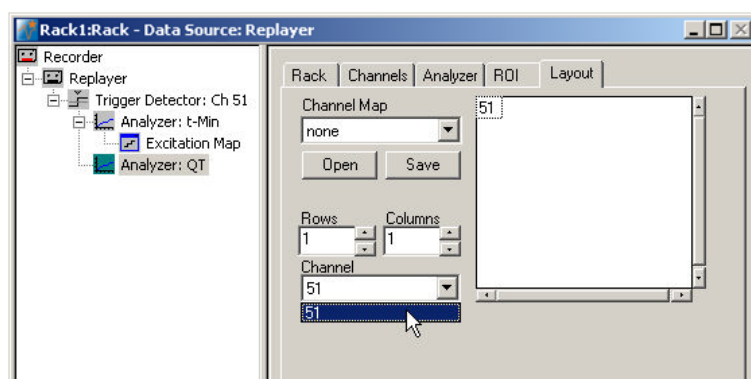 Rack1:Rack - Data Source: Replayer
Recorder
Replayer
Trigger Detector: Ch 51
Analyzer: t-Min
Excitation Map
Analyzer: QT
Rack Channels Analyzer ROI Layout
Channel Map
none
Open Save
Rows Columns
1 1
Channel
51
51
51